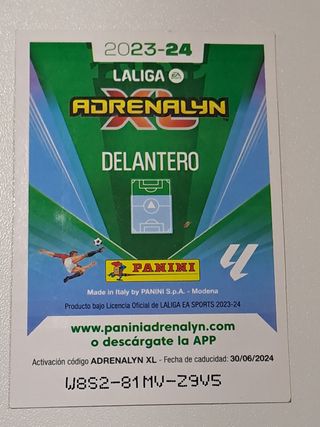 2023-24
LALIGA EA SPORTS
ADRENALYN
XL
DELANTERO
PANINI
Made in Italy by PANINI S.p.A. - Modena
Producto bajo Licencia Oficial de LALIGA EA SPORTS 2023-24
www.paniniadrenalyn.com
o descárgate la APP
Activación código ADRENALYN XL - Fecha de caducidad: 30/06/2024
W8S2-81MV-Z9V5